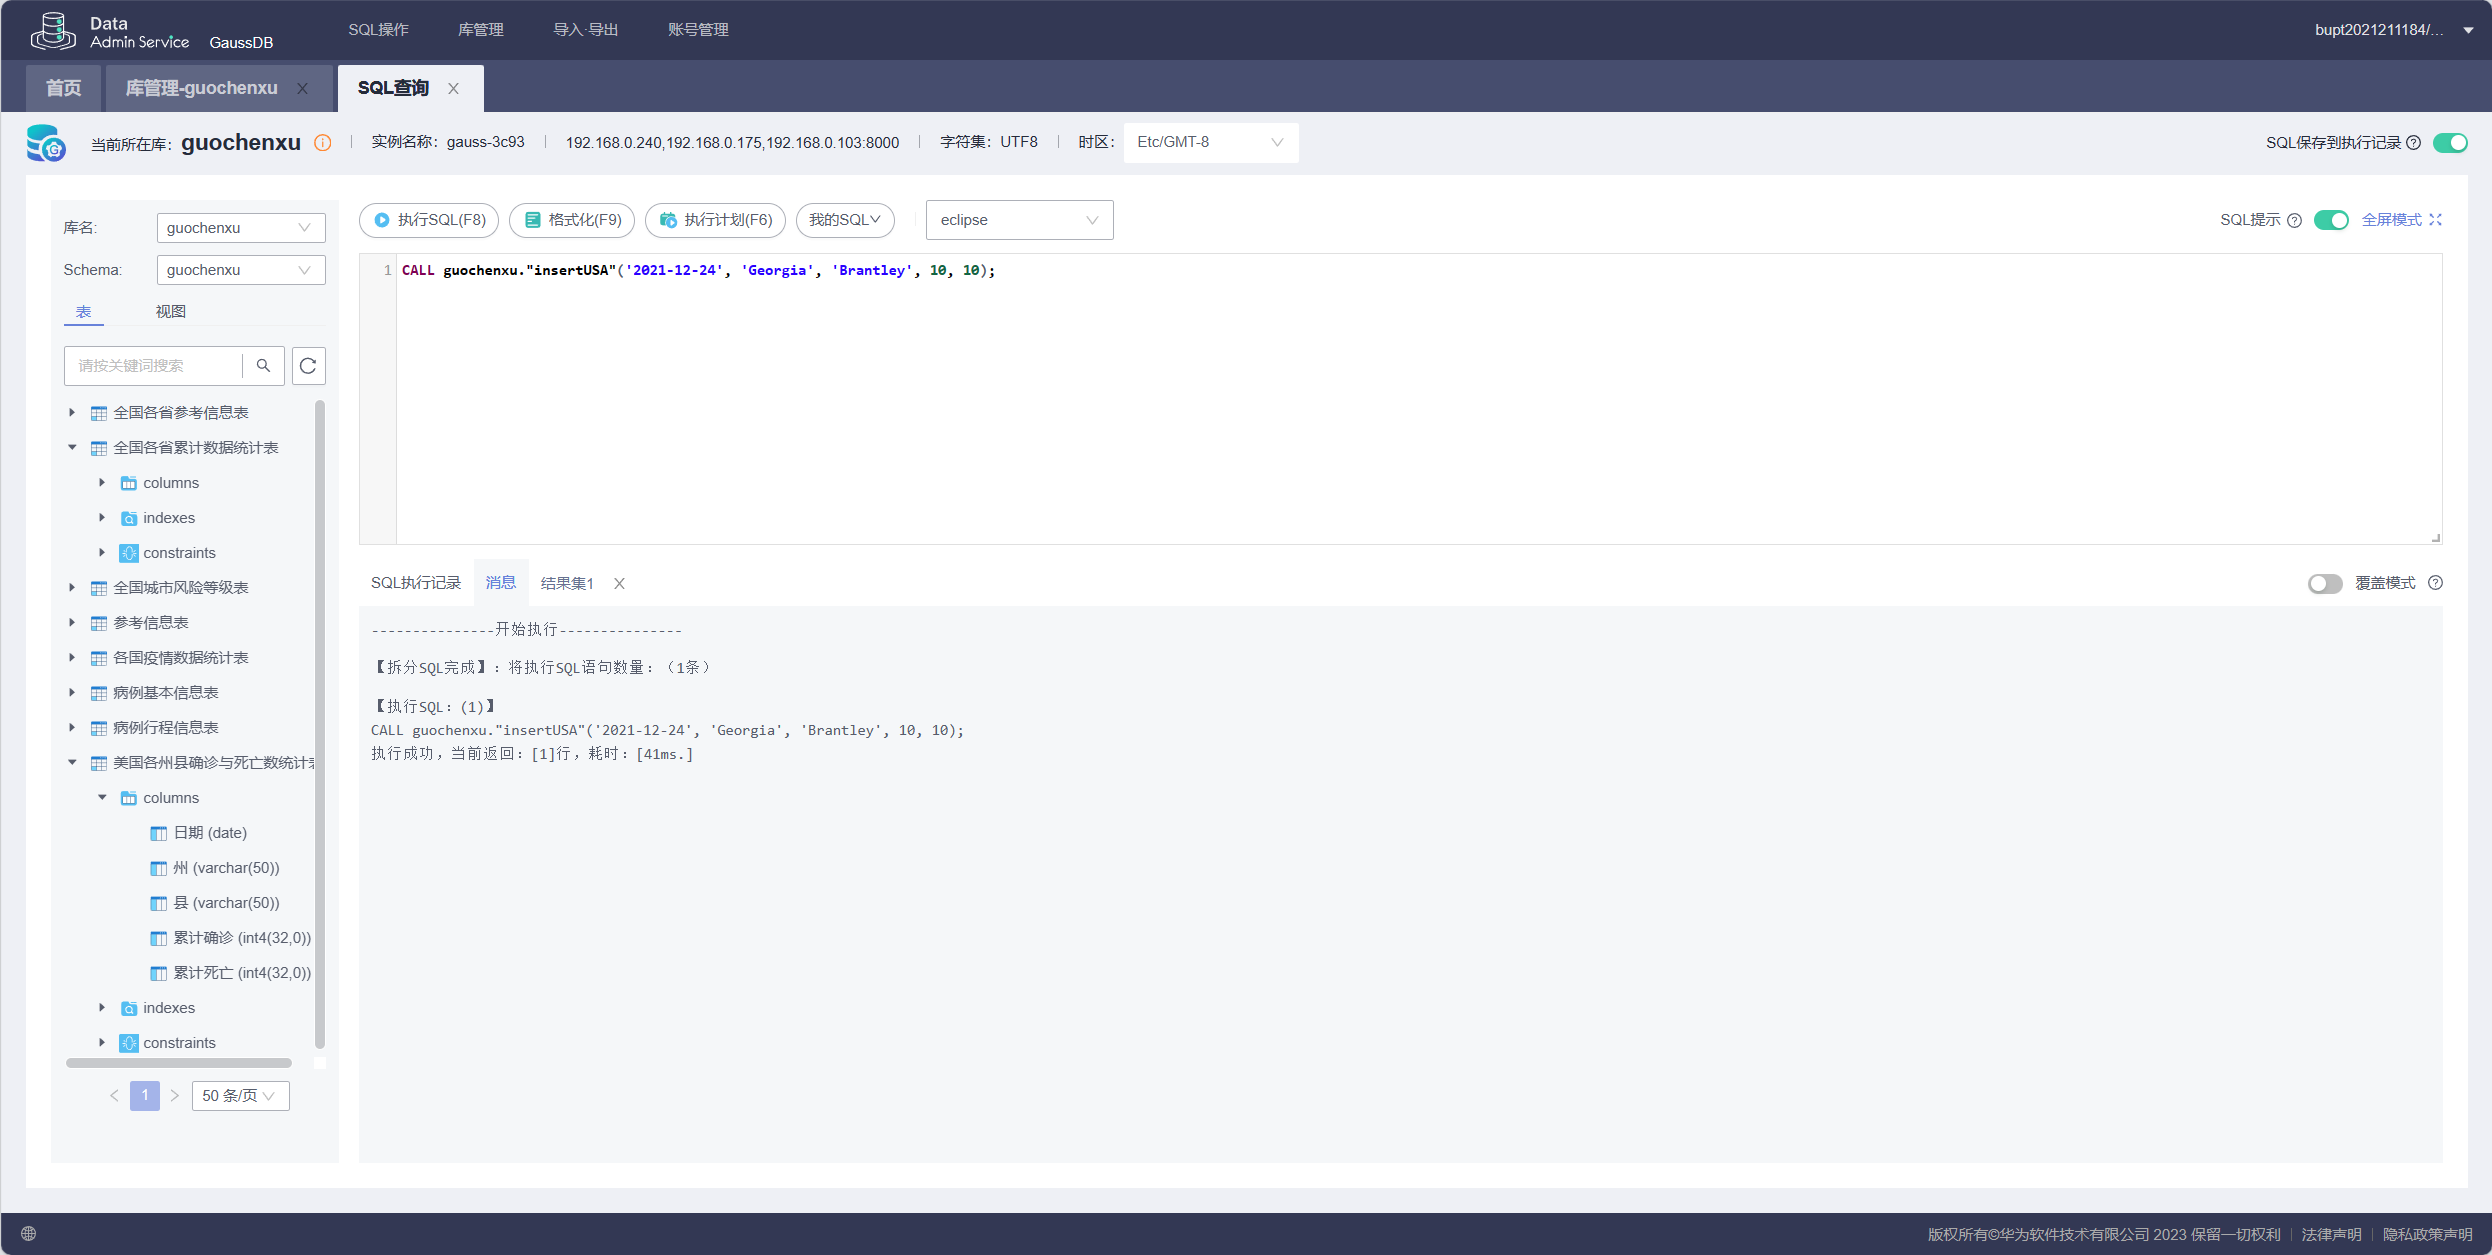 Data
Admin Service
GaussDB
SQL操作
库管理
导入·导出
账号管理
bupt2021211184/...
首页
库管理-guochenxu
SQL查询
当前所在库: guochenxu
实例名称: gauss-3c93
192.168.0.240,192.168.0.175,192.168.0.103:8000
字符集: UTF8
时区: Etc/GMT-8
SQL保存到执行记录
库名: guochenxu
Schema: guochenxu
表
视图
请按关键词搜索
全国各省参考信息表
全国各省累计数据统计表
columns
indexes
constraints
全国城市风险等级表
参考信息表
各国疫情数据统计表
病例基本信息表
病例行程信息表
美国各州县确诊与死亡数统计表
columns
日期 (date)
州 (varchar(50))
县 (varchar(50))
累计确诊 (int4(32,0))
累计死亡 (int4(32,0))
indexes
constraints
1
50 条/页
执行SQL(F8)
格式化(F9)
执行计划(F6)
我的SQL
eclipse
SQL提示
全屏模式
1 CALL guochenxu."insertUSA"('2021-12-24', 'Georgia', 'Brantley', 10, 10);
SQL执行记录
消息
结果集1
覆盖模式
---------------开始执行---------------
【拆分SQL完成】：将执行SQL语句数量：（1条）
【执行SQL：(1)】
CALL guochenxu."insertUSA"('2021-12-24', 'Georgia', 'Brantley', 10, 10);
执行成功，当前返回：[1]行，耗时：[41ms.]
版权所有©华为软件技术有限公司 2023 保留一切权利
法律声明
隐私政策声明